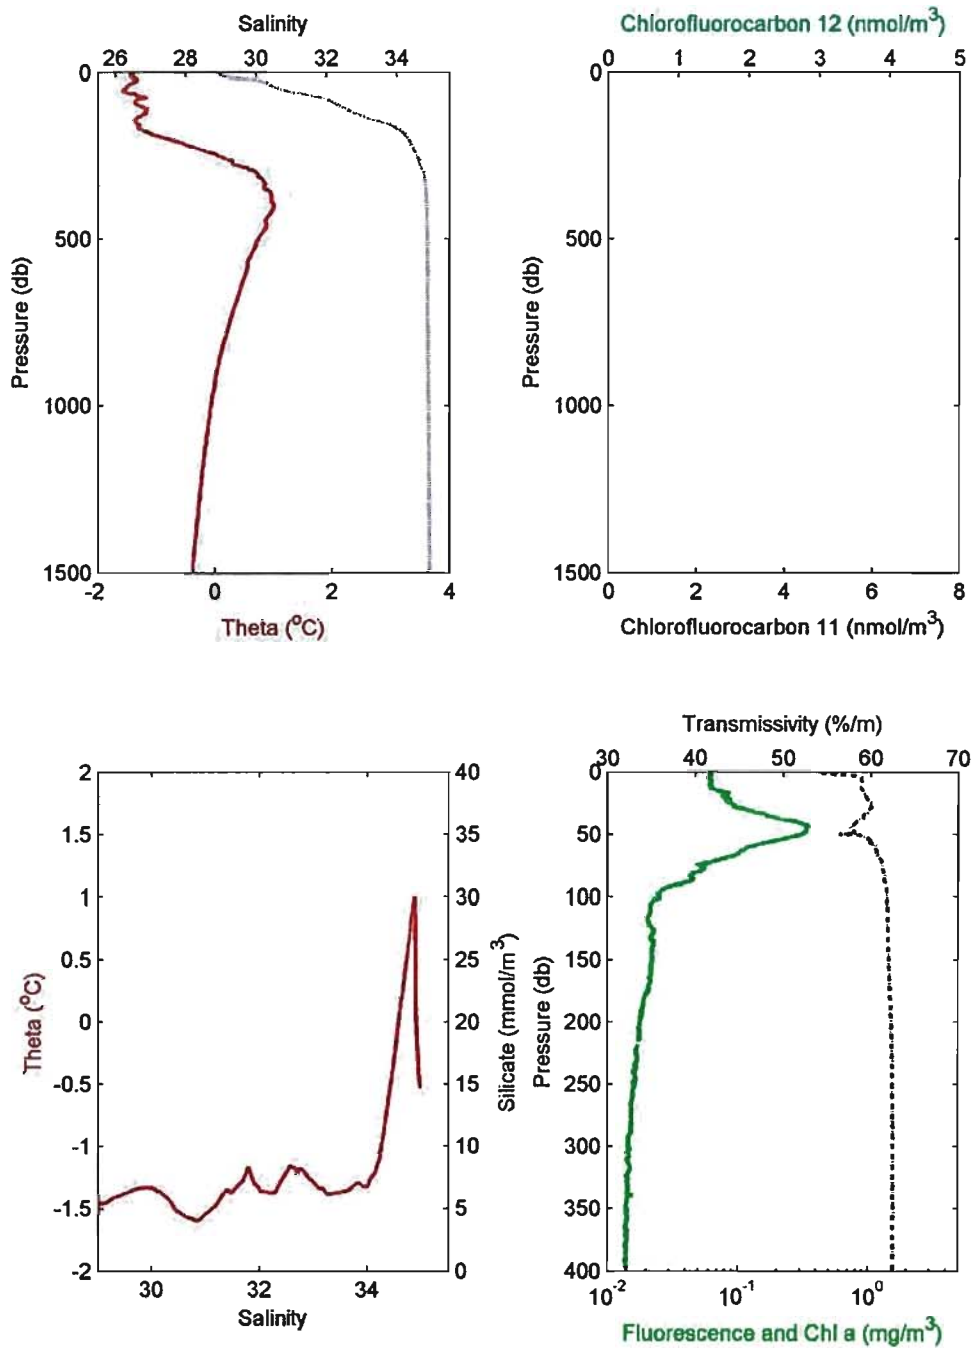 Salinity
26 28 30 32 34
0
500
1000
1500
Pressure (db)
-2 0 2 4
Theta (°C)
Chlorofluorocarbon 12 (nmol/m³)
0 1 2 3 4 5
0
500
1000
1500
Pressure (db)
0 2 4 6 8
Chlorofluorocarbon 11 (nmol/m³)
2
1.5
1
0.5
0
-0.5
-1
-1.5
-2
Theta (°C)
40
35
30
25
20
15
10
5
0
Silicate (mmol/m³)
30 32 34
Salinity
Transmissivity (%/m)
30 40 50 60 70
0
50
100
150
200
250
300
350
400
Pressure (db)
10⁻² 10⁻¹ 10⁰
Fluorescence and Chl a (mg/m³)